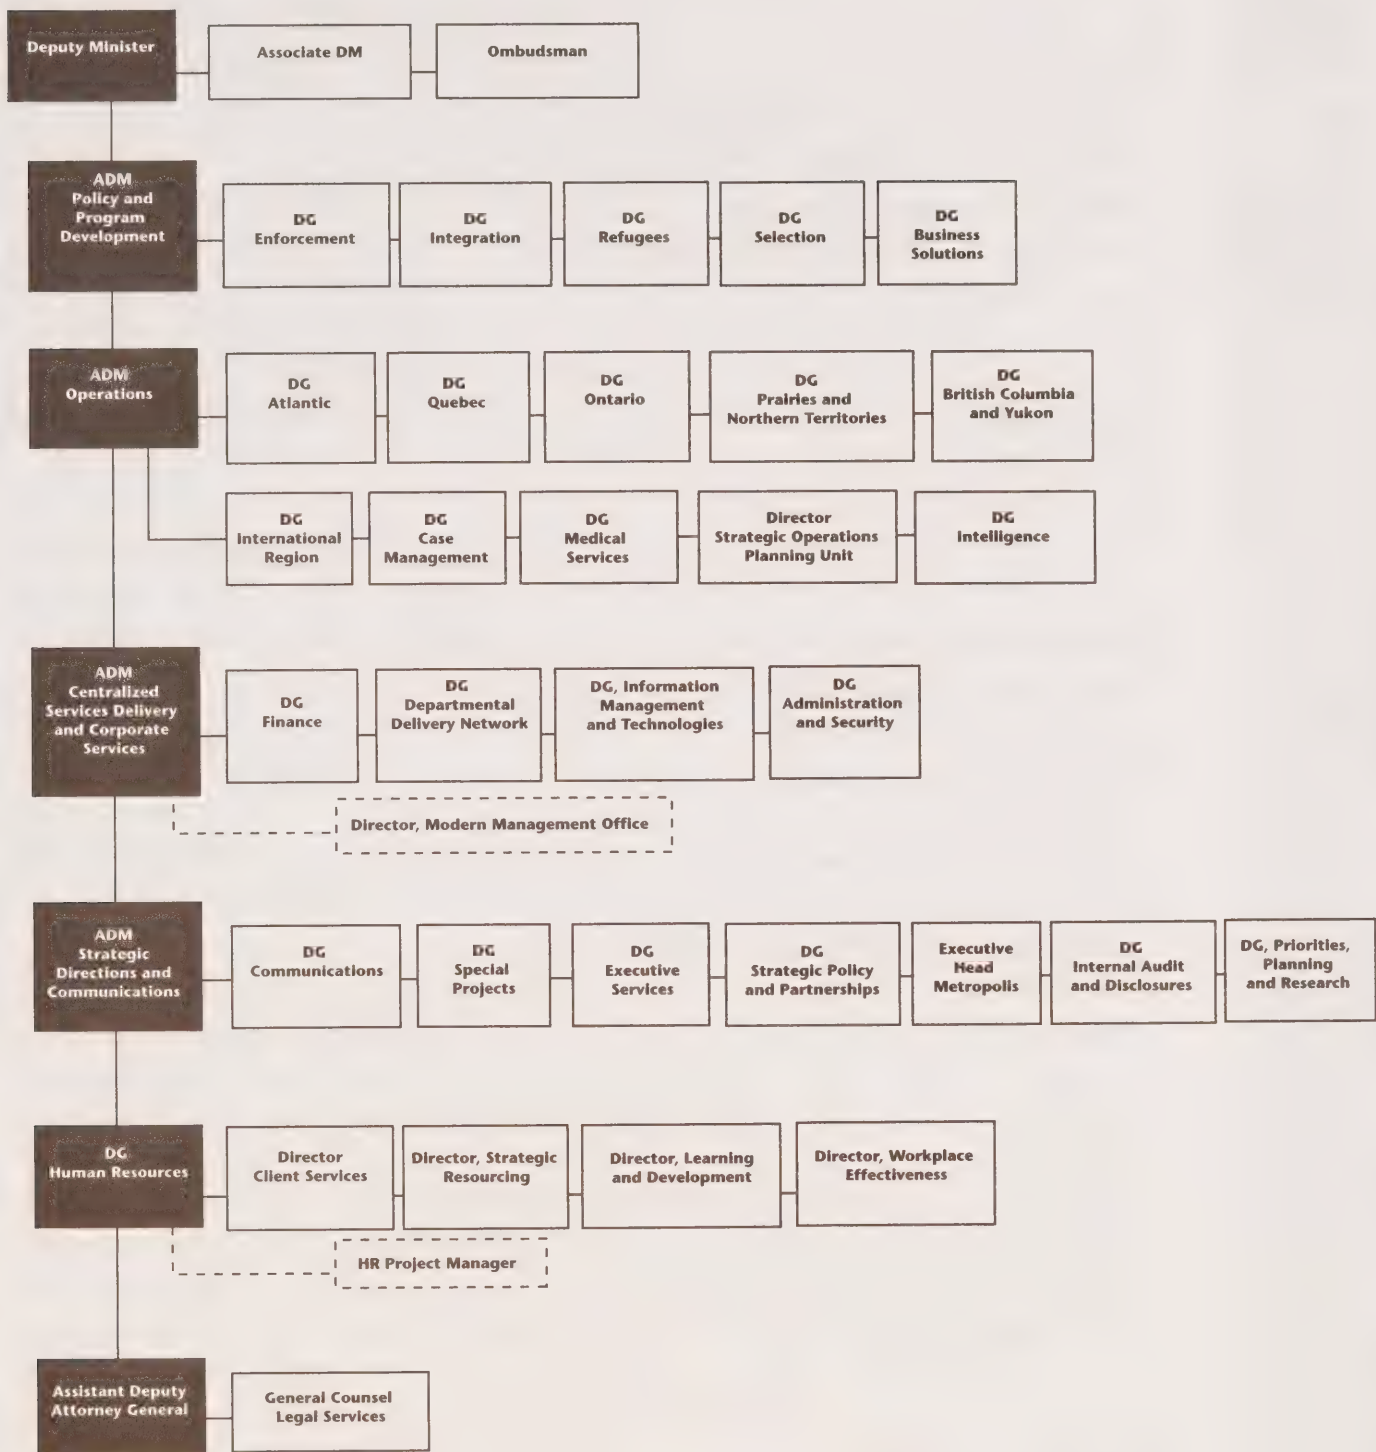 Deputy Minister
Associate DM
Ombudsman
ADM
Policy and
Program
Development
DG
Enforcement
DG
Integration
DG
Refugees
DG
Selection
DG
Business
Solutions
ADM
Operations
DG
Atlantic
DG
Quebec
DG
Ontario
DG
Prairies and
Northern Territories
DG
British Columbia
and Yukon
DG
International
Region
DG
Case
Management
DG
Medical
Services
Director
Strategic Operations
Planning Unit
DG
Intelligence
ADM
Centralized
Services Delivery
and Corporate
Services
DG
Finance
DG
Departmental
Delivery Network
DG, Information
Management
and Technologies
DG
Administration
and Security
Director, Modern Management Office
ADM
Strategic
Directions and
Communications
DG
Communications
DG
Special
Projects
DG
Executive
Services
DG
Strategic Policy
and Partnerships
Executive
Head
Metropolis
DG
Internal Audit
and Disclosures
DG, Priorities,
Planning
and Research
DG
Human Resources
Director
Client Services
Director, Strategic
Resourcing
Director, Learning
and Development
Director, Workplace
Effectiveness
HR Project Manager
Assistant Deputy
Attorney General
General Counsel
Legal Services